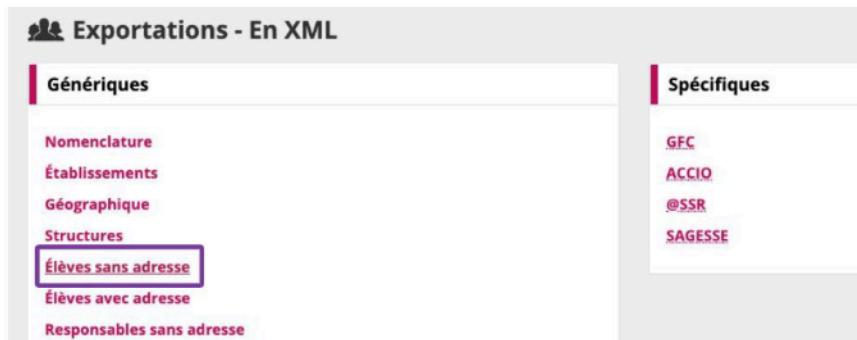 Exportations - En XML
Génériques
Nomenclature
Établissements
Géographique
Structures
Élèves sans adresse
Élèves avec adresse
Responsables sans adresse
Spécifiques
GFC
ACCIO
@SSR
SAGESSE